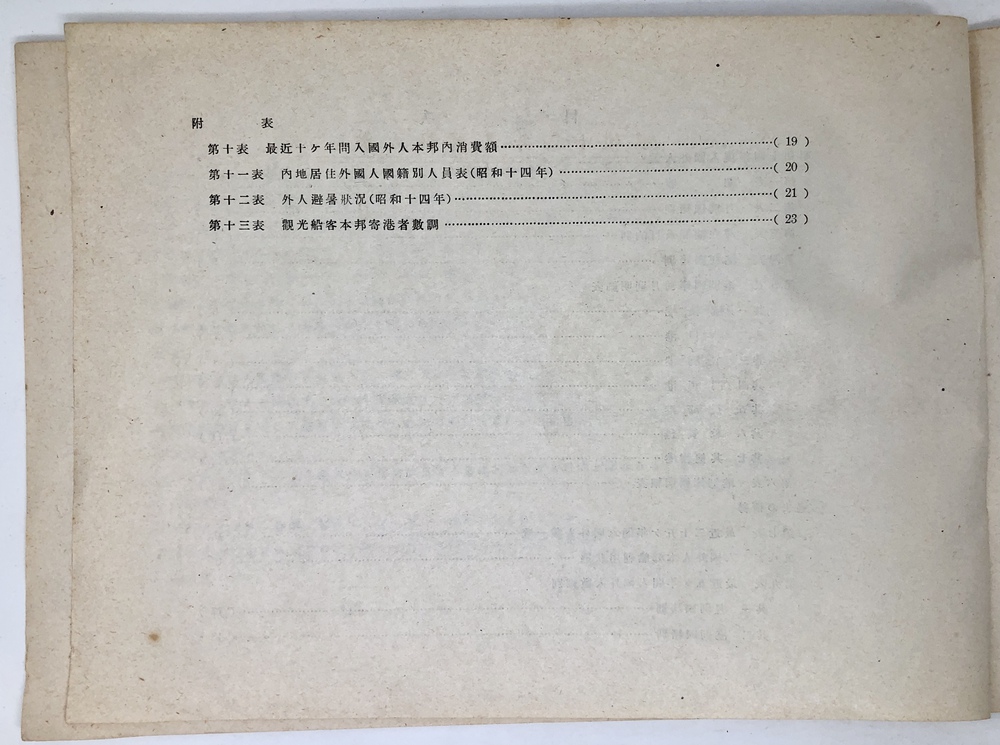 附 表
第十表 最近十ヶ年間入國外人本邦內消費額……( 19 )
第十一表 內地居住外國人國籍別人員表(昭和十四年)……( 20 )
第十二表 外人避暑狀況(昭和十四年)……( 21 )
第十三表 觀光船客本邦寄港者數調……( 23 )